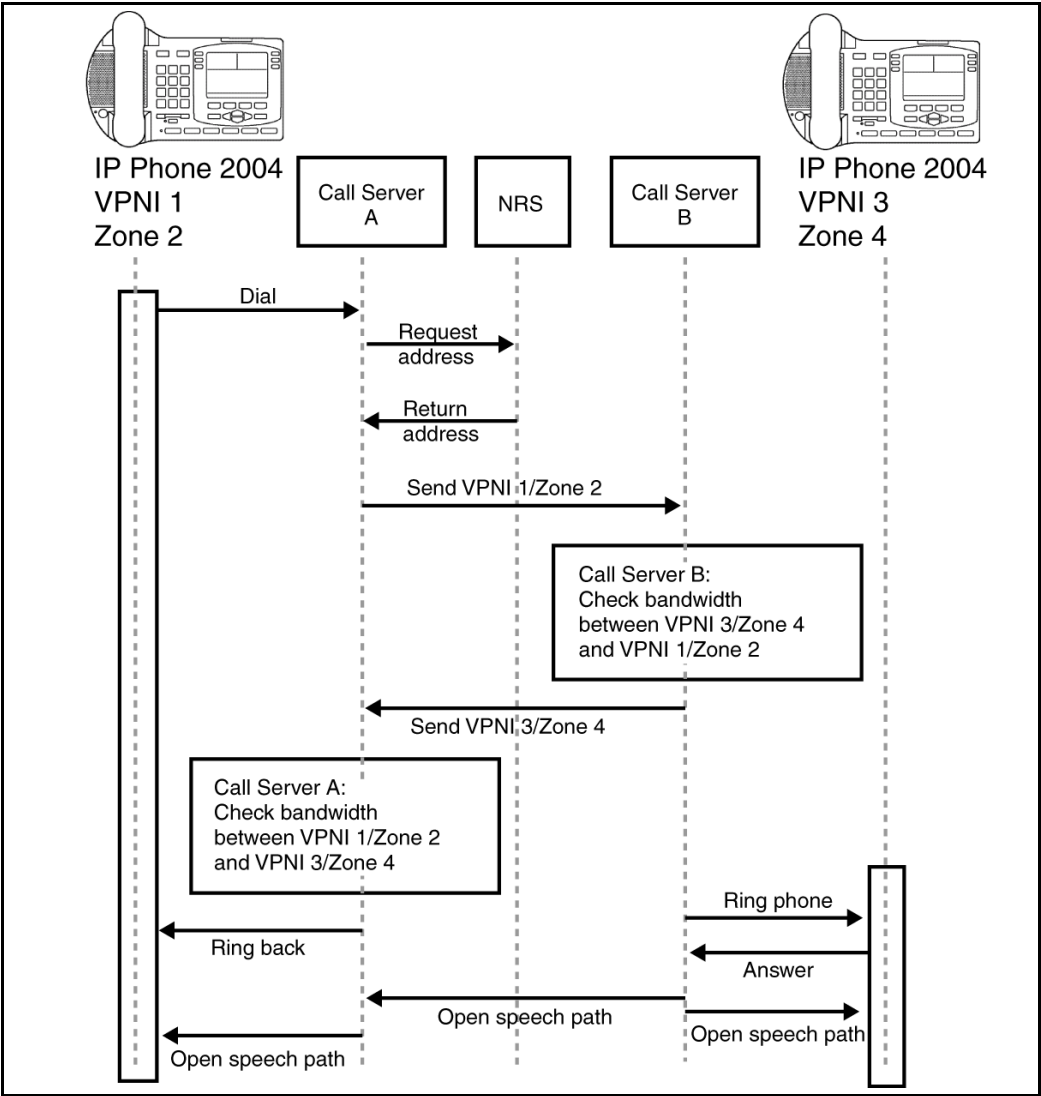 IP Phone 2004
VPNI 1
Zone 2
Call Server
A
NRS
Call Server
B
IP Phone 2004
VPNI 3
Zone 4
Dial
Request
address
Return
address
Send VPNI 1/Zone 2
Call Server B:
Check bandwidth
between VPNI 3/Zone 4
and VPNI 1/Zone 2
Send VPNI 3/Zone 4
Call Server A:
Check bandwidth
between VPNI 1/Zone 2
and VPNI 3/Zone 4
Ring phone
Ring back
Answer
Open speech path
Open speech path
Open speech path